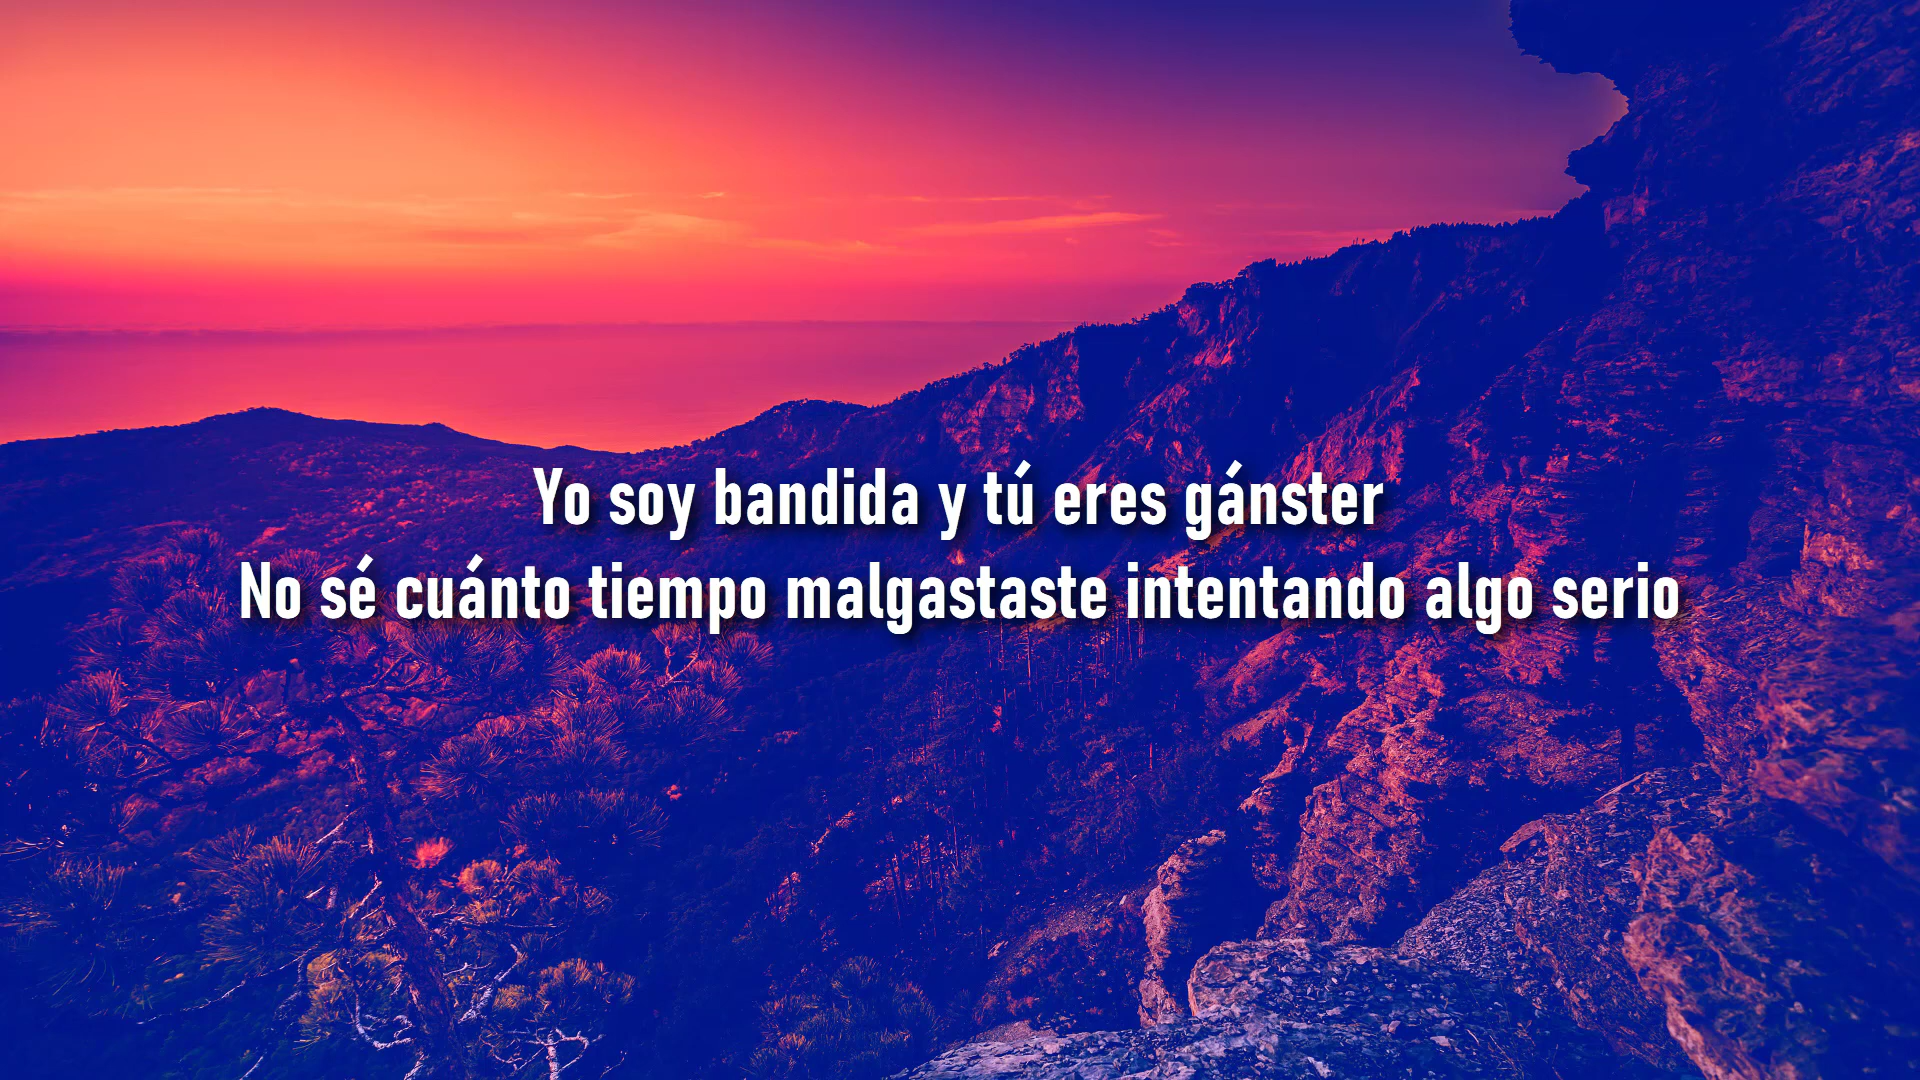 Yo soy bandida y tú eres gánster
No sé cuánto tiempo malgastaste intentando algo serio